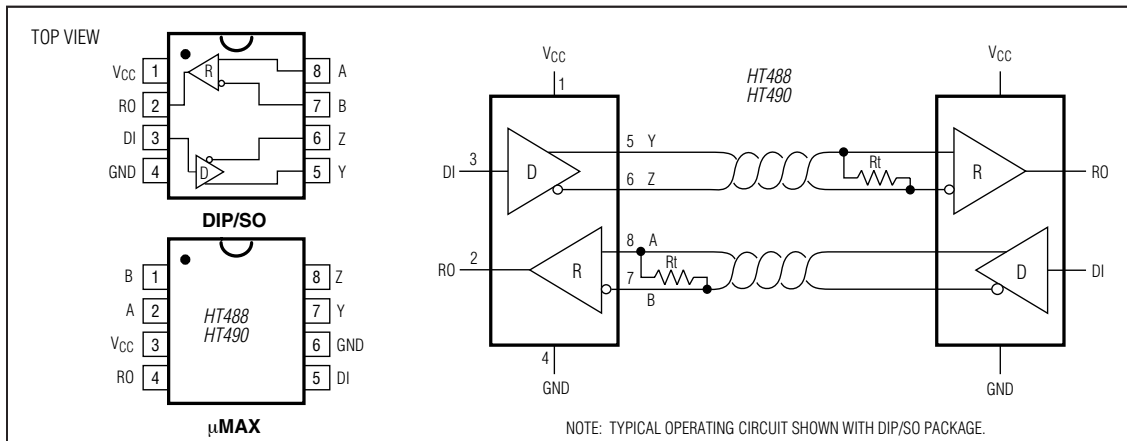 TOP VIEW
VCC 1
RO 2
DI 3
GND 4
8 A
7 B
6 Z
5 Y
R
D
DIP/SO
B 1
A 2
VCC 3
RO 4
8 Z
7 Y
6 GND
5 DI
HT488
HT490
µMAX
VCC
1
HT488
HT490
VCC
DI 3
D
5 Y
6 Z
Rt
R
RO
RO 2
R
8 A
7
B
Rt
D
DI
4
GND
GND
NOTE: TYPICAL OPERATING CIRCUIT SHOWN WITH DIP/SO PACKAGE.